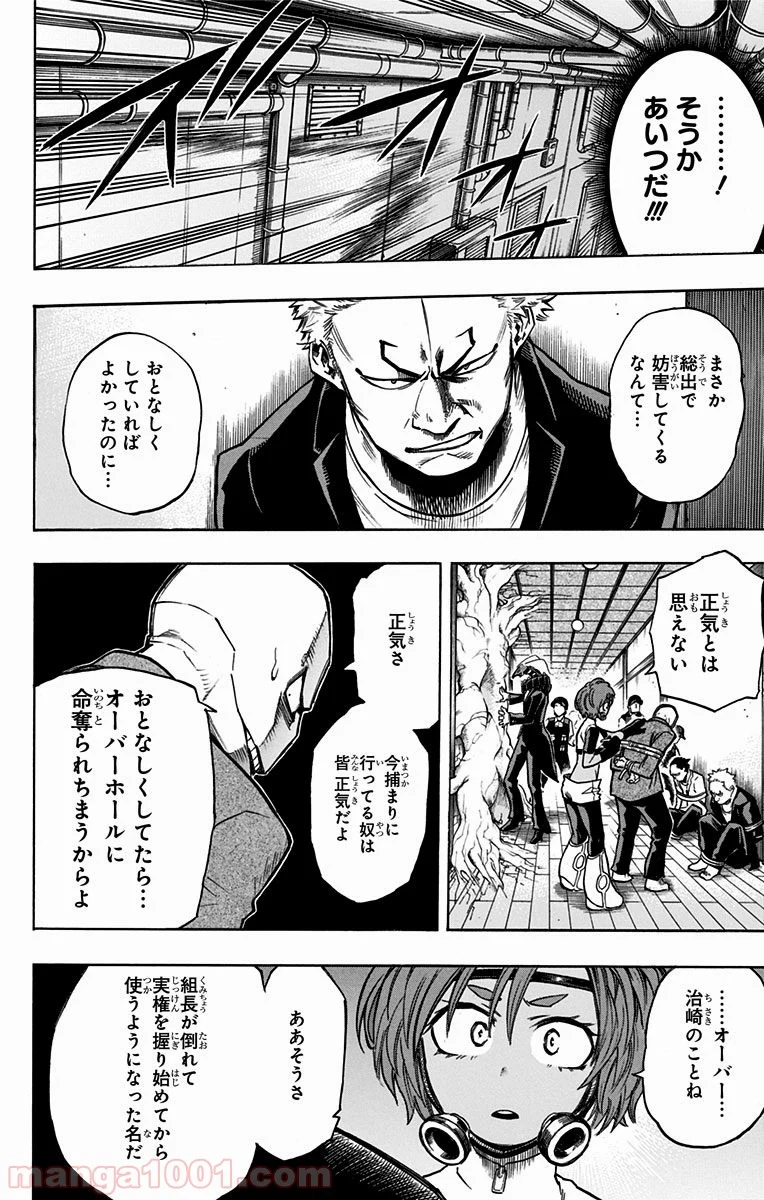 ………！
そうか
あいつだ!!!
まさか
総出で
妨害してくる
なんて…
おとなしく
していれば
よかったのに…
正気とは
思えない
正気さ
今捕まりに
行ってる奴は
皆正気だよ
おとなしくしてたら…
オーバーホールに
命奪られちまうからよ
……オーバー…
治崎のことね
ああそうさ
組長が倒れて
実権を握り始めてから
使うようになった名だ
manga1001.com